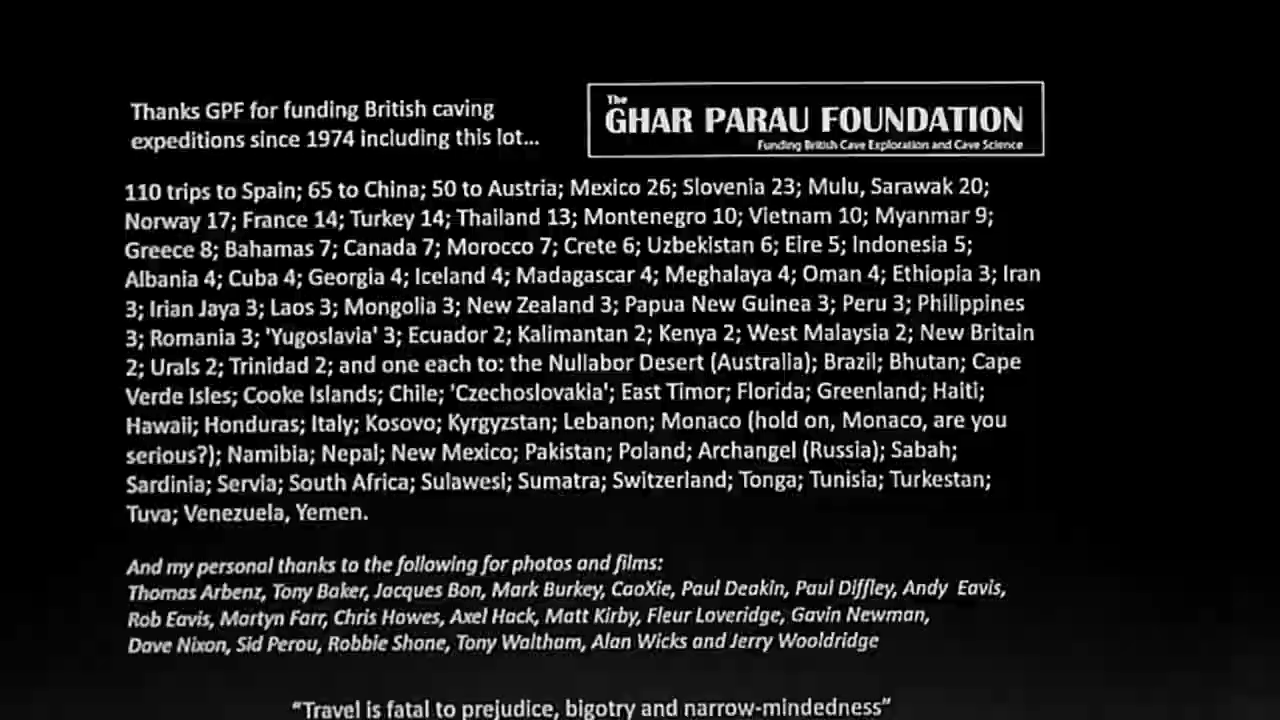 Thanks GPF for funding British caving
expeditions since 1974 including this lot...
The
GHAR PARAU FOUNDATION
Funding British Cave Exploration and Cave Science
110 trips to Spain; 65 to China; 50 to Austria; Mexico 26; Slovenia 23; Mulu, Sarawak 20;
Norway 17; France 14; Turkey 14; Thailand 13; Montenegro 10; Vietnam 10; Myanmar 9;
Greece 8; Bahamas 7; Canada 7; Morocco 7; Crete 6; Uzbekistan 6; Eire 5; Indonesia 5;
Albania 4; Cuba 4; Georgia 4; Iceland 4; Madagascar 4; Meghalaya 4; Oman 4; Ethiopia 3; Iran
3; Irian Jaya 3; Laos 3; Mongolia 3; New Zealand 3; Papua New Guinea 3; Peru 3; Philippines
3; Romania 3; 'Yugoslavia' 3; Ecuador 2; Kalimantan 2; Kenya 2; West Malaysia 2; New Britain
2; Urals 2; Trinidad 2; and one each to: the Nullabor Desert (Australia); Brazil; Bhutan; Cape
Verde Isles; Cooke Islands; Chile; 'Czechoslovakia'; East Timor; Florida; Greenland; Haiti;
Hawaii; Honduras; Italy; Kosovo; Kyrgyzstan; Lebanon; Monaco (hold on, Monaco, are you
serious?); Namibia; Nepal; New Mexico; Pakistan; Poland; Archangel (Russia); Sabah;
Sardinia; Servia; South Africa; Sulawesi; Sumatra; Switzerland; Tonga; Tunisia; Turkestan;
Tuva; Venezuela, Yemen.
And my personal thanks to the following for photos and films:
Thomas Arbenz, Tony Baker, Jacques Bon, Mark Burkey, CaoXie, Paul Deakin, Paul Diffley, Andy Eavis,
Rob Eavis, Martyn Farr, Chris Howes, Axel Hack, Matt Kirby, Fleur Loveridge, Gavin Newman,
Dave Nixon, Sid Perou, Robbie Shone, Tony Waltham, Alan Wicks and Jerry Wooldridge
"Travel is fatal to prejudice, bigotry and narrow-mindedness"